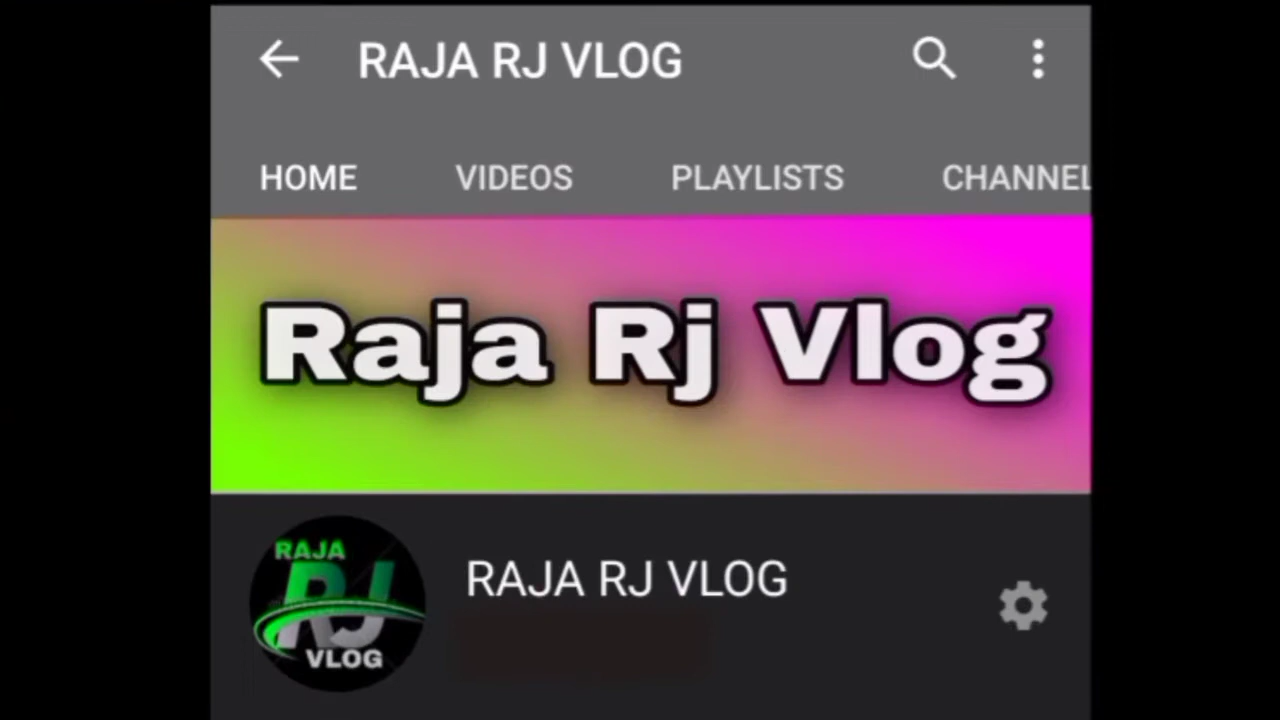 RAJA RJ VLOG
HOME VIDEOS PLAYLISTS CHANNEL
Raja Rj Vlog
RAJA
RJ
VLOG
RAJA RJ VLOG